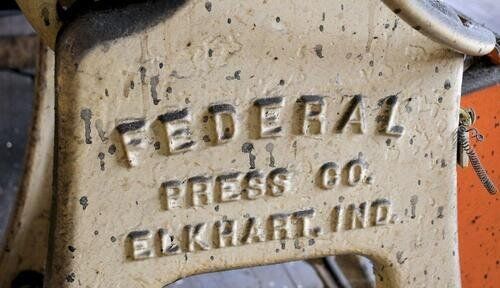 FEDERAL
PRESS CO.
ELKHART, IND.